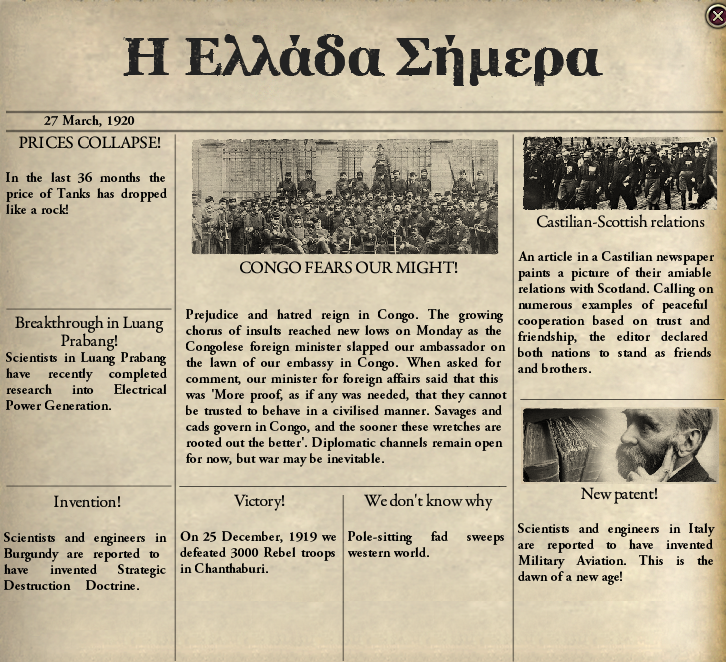 Η Ελλάδα Σήμερα
27 March, 1920
PRICES COLLAPSE!
In the last 36 months the
price of Tanks has dropped
like a rock!
Breakthrough in Luang
Prabang!
Scientists in Luang Prabang
have recently completed
research into Electrical
Power Generation.
Invention!
Scientists and engineers in
Burgundy are reported to
have invented Strategic
Destruction Doctrine.
CONGO FEARS OUR MIGHT!
Prejudice and hatred reign in Congo. The growing
chorus of insults reached new lows on Monday as the
Congolese foreign minister slapped our ambassador on
the lawn of our embassy in Congo. When asked for
comment, our minister for foreign affairs said that this
was 'More proof, as if any was needed, that they cannot
be trusted to behave in a civilised manner. Savages and
cads govern in Congo, and the sooner these wretches are
rooted out the better'. Diplomatic channels remain open
for now, but war may be inevitable.
Victory!
On 25 December, 1919 we
defeated 3000 Rebel troops
in Chanthaburi.
We don't know why
Pole-sitting fad sweeps
western world.
Castilian-Scottish relations
An article in a Castilian newspaper
paints a picture of their amiable
relations with Scotland. Calling on
numerous examples of peaceful
cooperation based on trust and
friendship, the editor declared
both nations to stand as friends
and brothers.
New patent!
Scientists and engineers in Italy
are reported to have invented
Military Aviation. This is the
dawn of a new age!